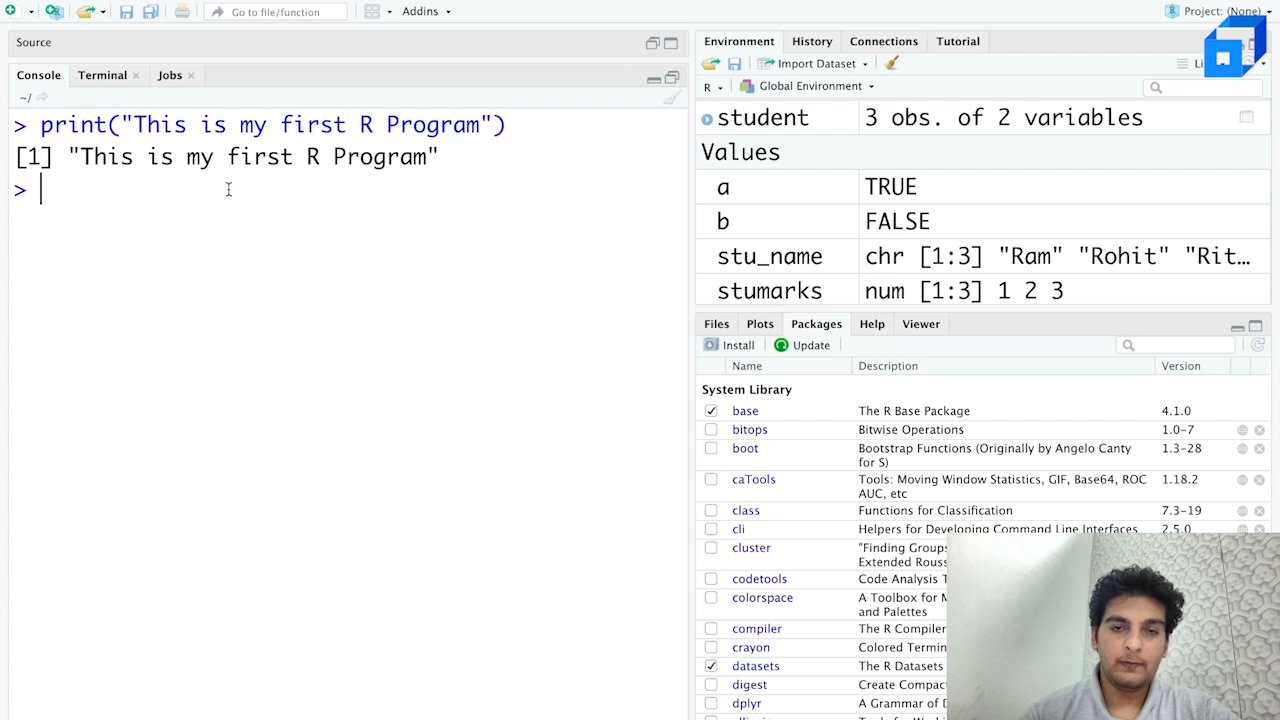 Go to file/function
Addins
Project: (None)
Source
Console Terminal Jobs
~/
> print("This is my first R Program")
[1] "This is my first R Program"
>
Environment History Connections Tutorial
Import Dataset
R Global Environment
student 3 obs. of 2 variables
Values
a TRUE
b FALSE
stu_name chr [1:3] "Ram" "Rohit" "Rit…
stumarks num [1:3] 1 2 3
Files Plots Packages Help Viewer
Install Update
Name Description Version
System Library
base The R Base Package 4.1.0
bitops Bitwise Operations 1.0-7
boot Bootstrap Functions (Originally by Angelo Canty 1.3-28
for S)
caTools Tools: Moving Window Statistics, GIF, Base64, ROC 1.18.2
AUC, etc
class Functions for Classification 7.3-19
cli Helpers for Developing Command Line Interfaces 2.5.0
cluster "Finding Groups
Extended Rous
codetools Code Analysis
colorspace A Toolbox for
and Palettes
compiler The R Compiler
crayon Colored Termin
datasets The R Datasets
digest Create Compac
dplyr A Grammar of